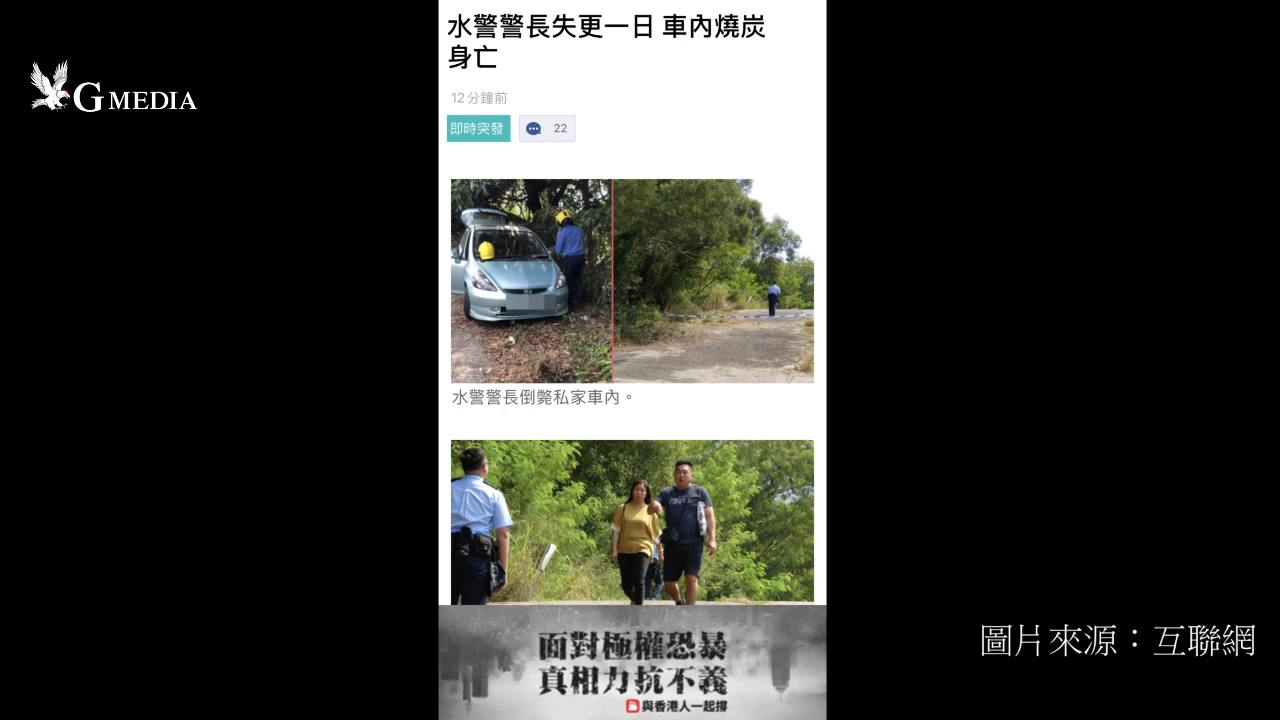 水警警長失更一日 車內燒炭
身亡
12分鐘前
即時突發
22
G MEDIA
水警警長倒斃私家車內。
圖片來源：互聯網
面對極權恐暴
真相力抗不義
與香港人一起撐